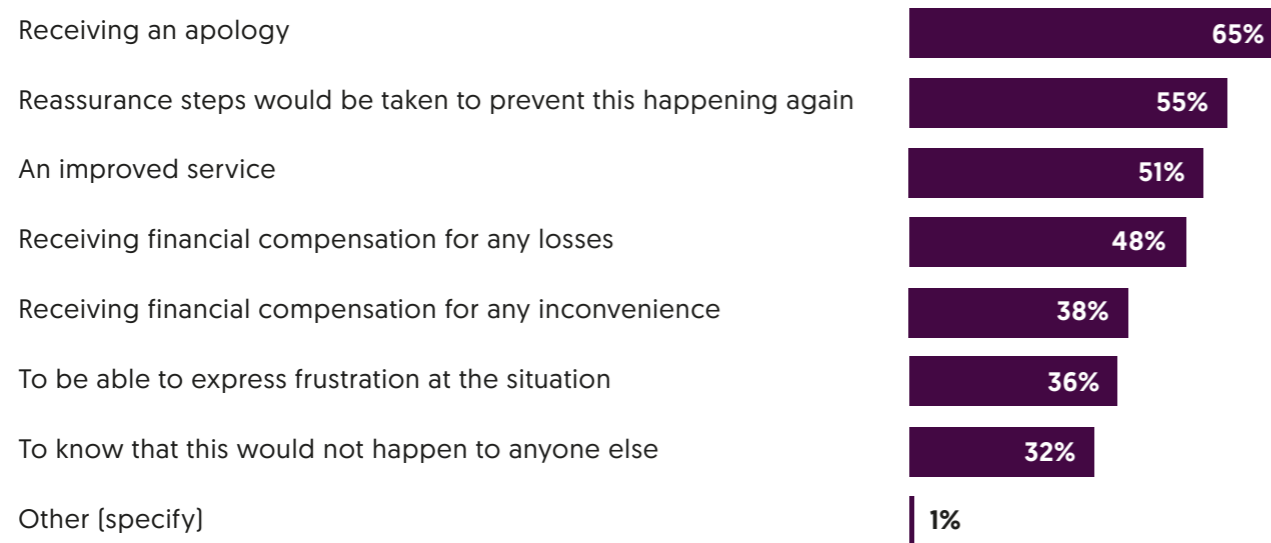 Receiving an apology 65%
Reassurance steps would be taken to prevent this happening again 55%
An improved service 51%
Receiving financial compensation for any losses 48%
Receiving financial compensation for any inconvenience 38%
To be able to express frustration at the situation 36%
To know that this would not happen to anyone else 32%
Other (specify) 1%